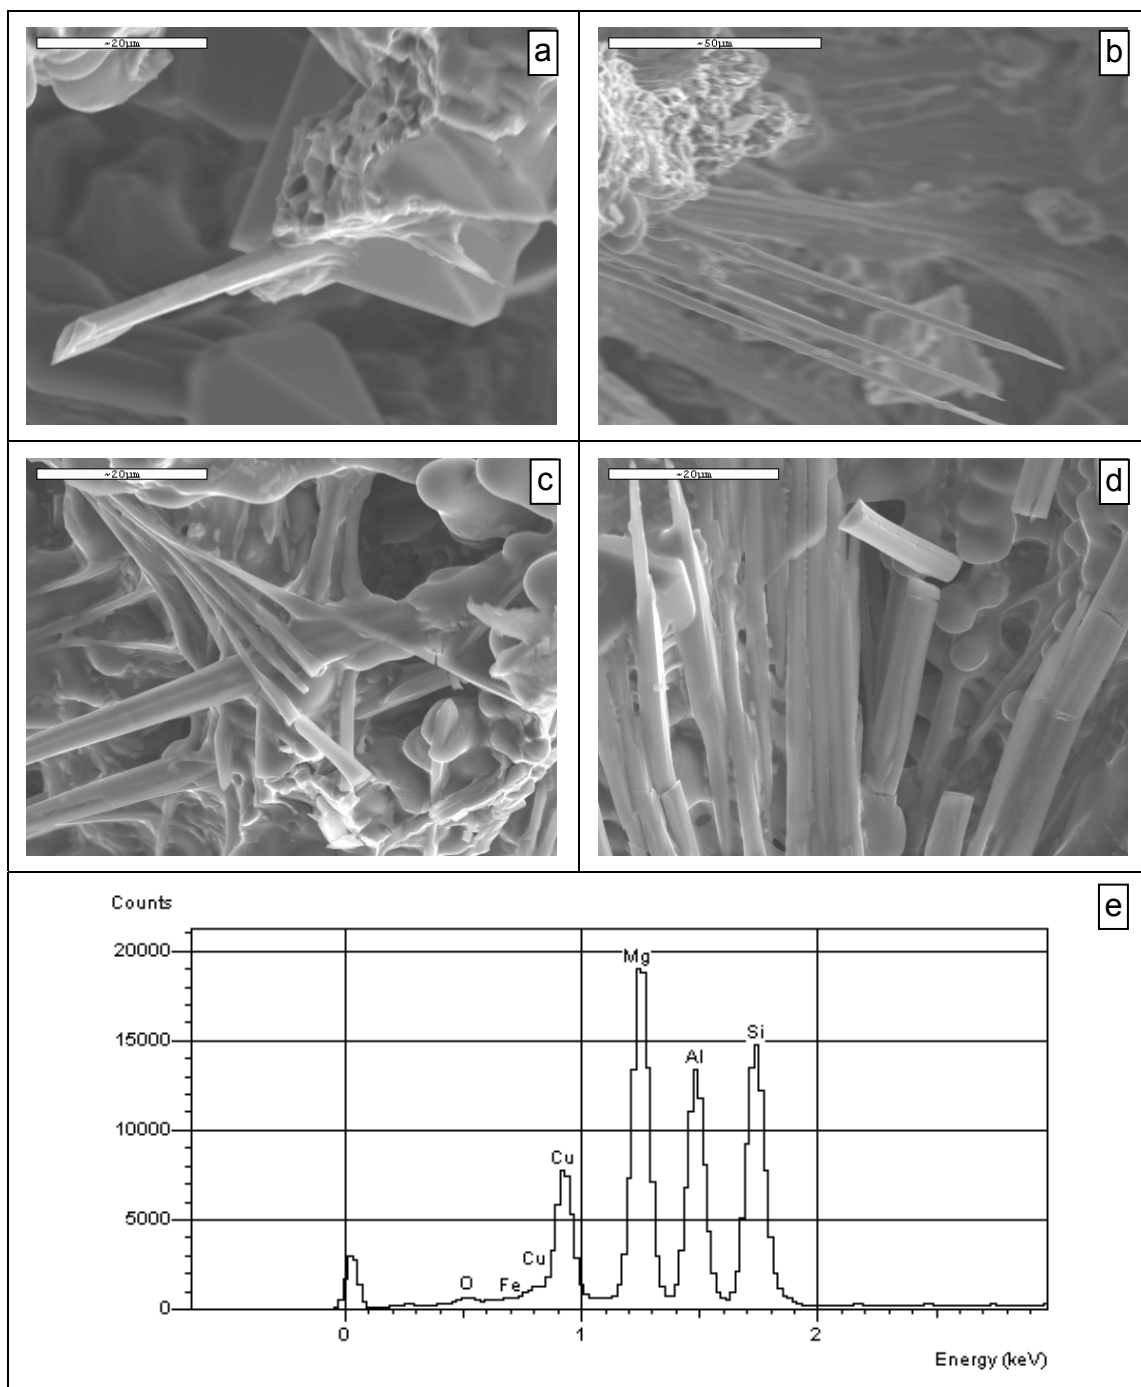 ~20μm
a
~50μm
b
~20μm
c
~20μm
d
e
Counts
20000
15000
10000
5000
0
Mg
Si
Al
Cu
Cu
Fe
O
0
1
2
Energy (keV)